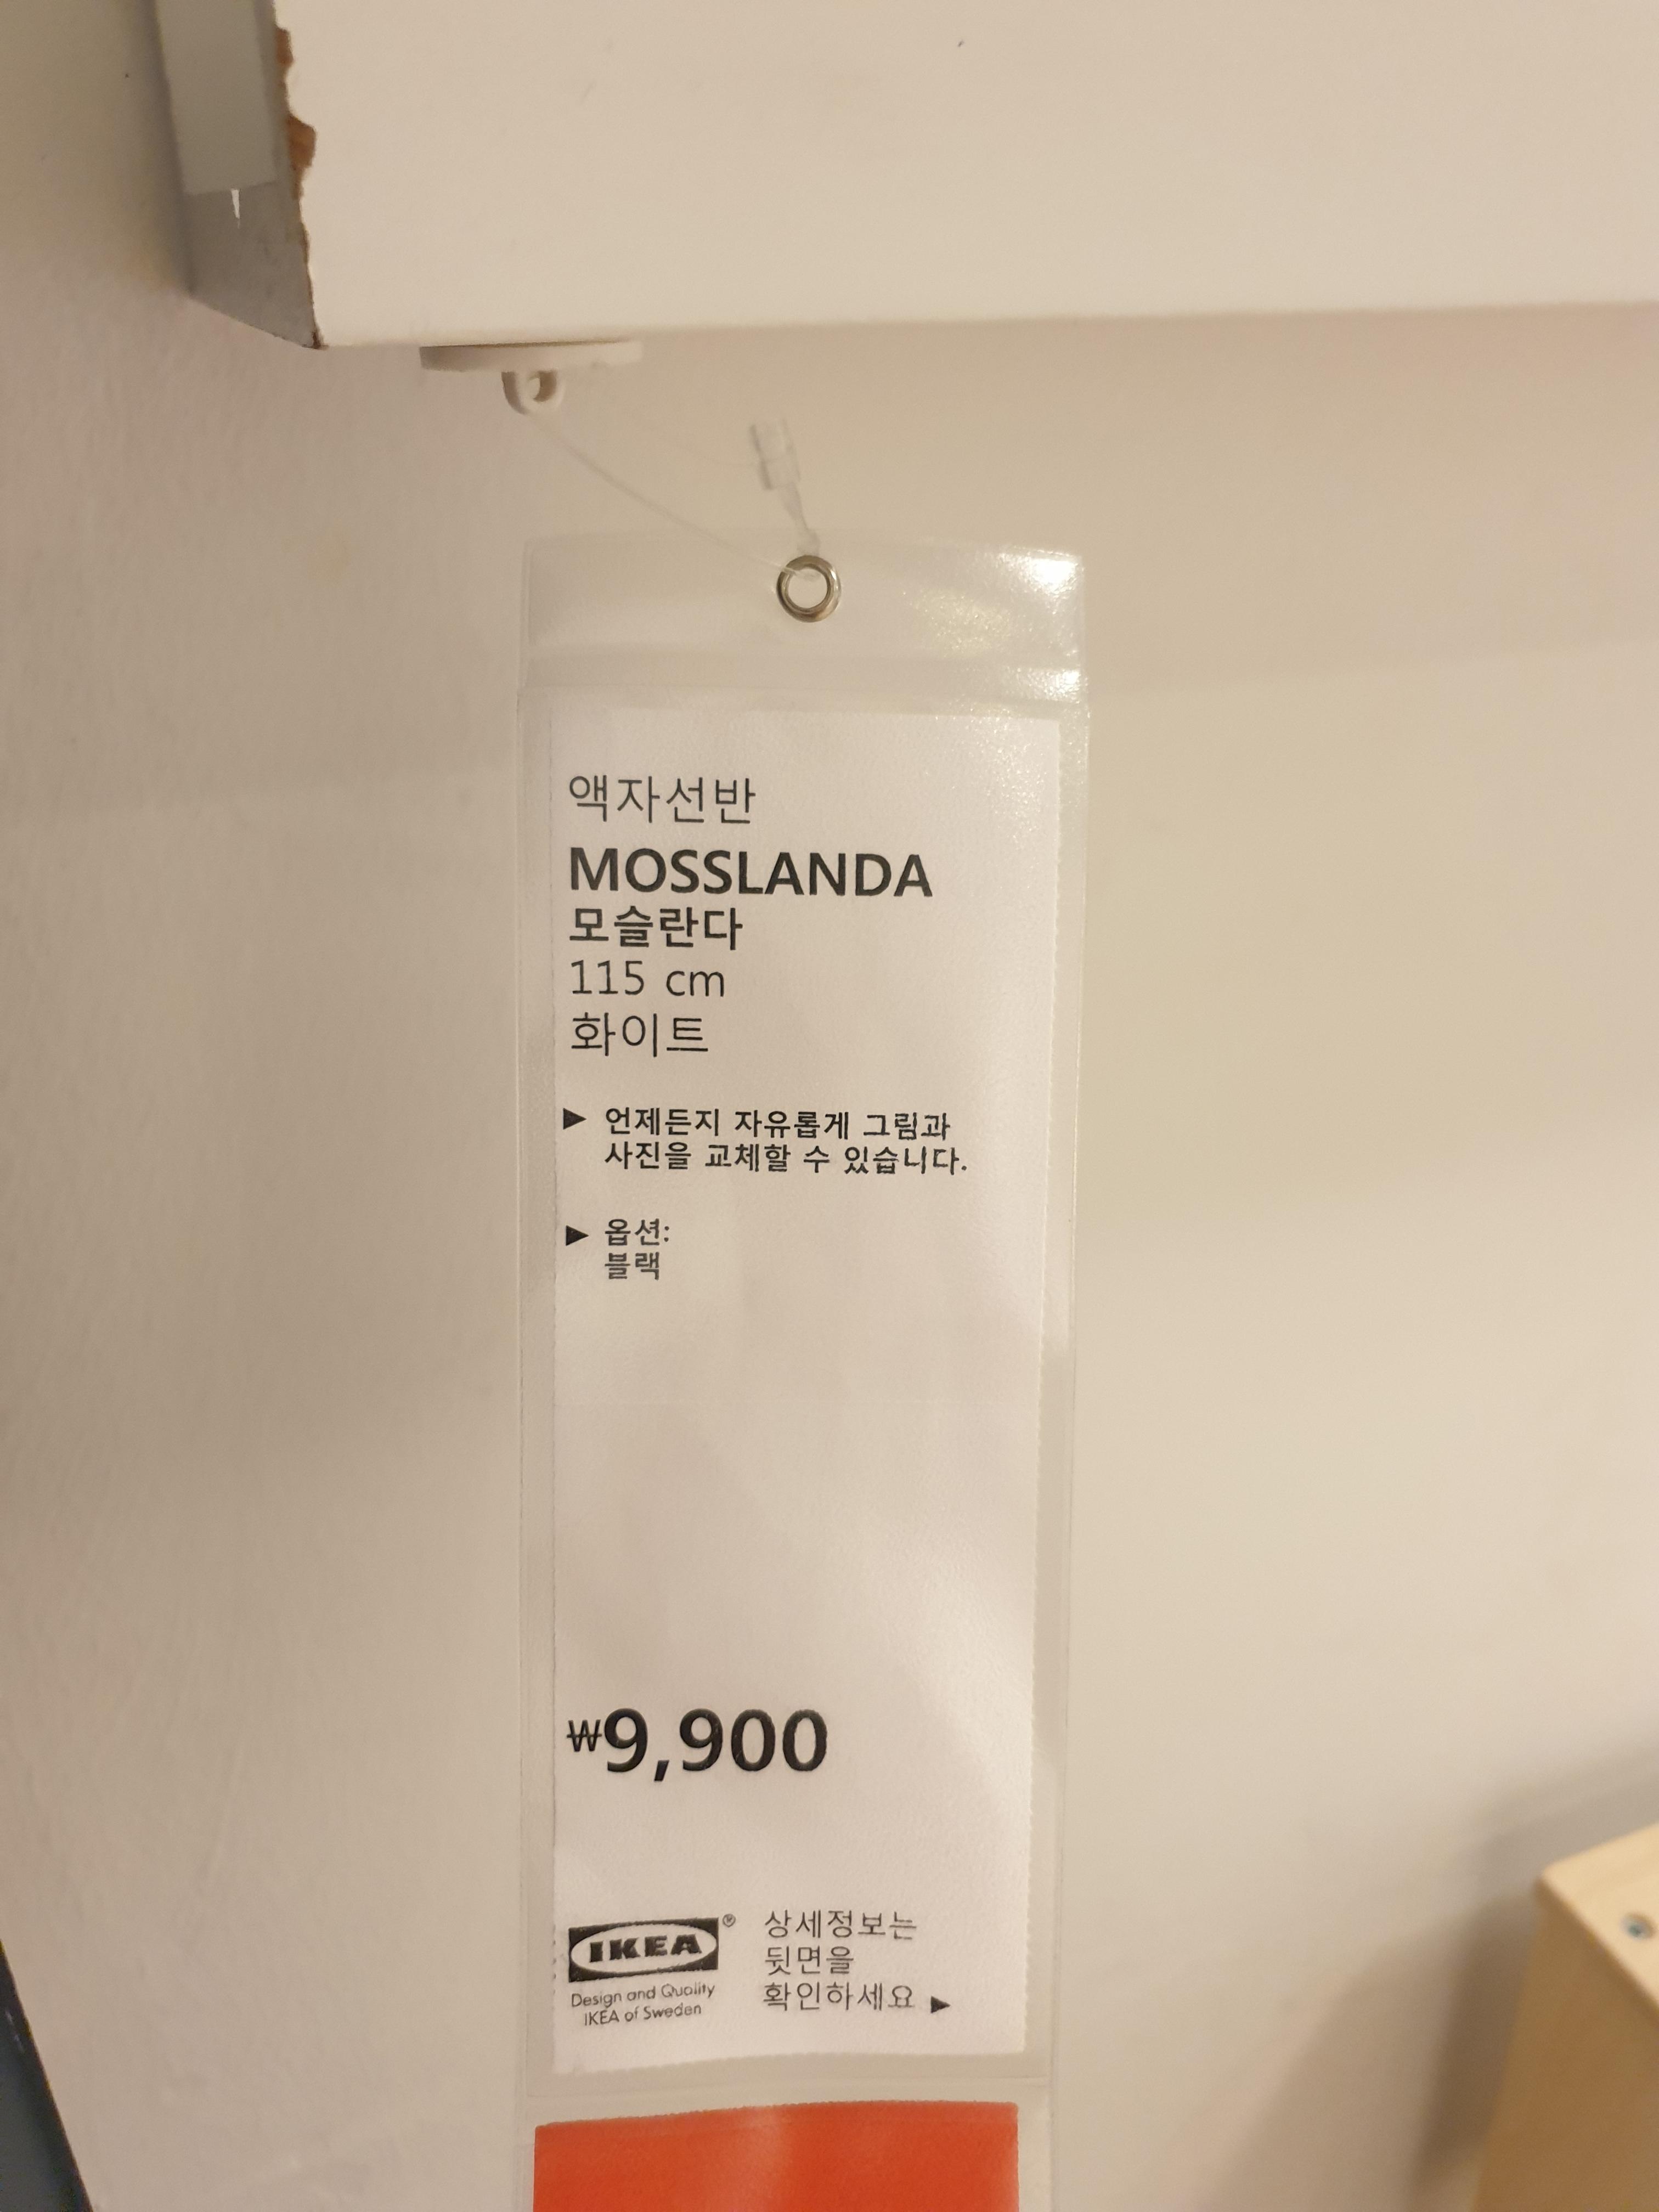 액자선반
MOSSLANDA
모슬란다
115 cm
화이트
▶ 언제든지 자유롭게 그림과
사진을 교체할 수 있습니다.
▶ 옵션:
블랙
₩9,900
IKEA®
Design and Quality
IKEA of Sweden
상세정보는
뒷면을
확인하세요 ▶